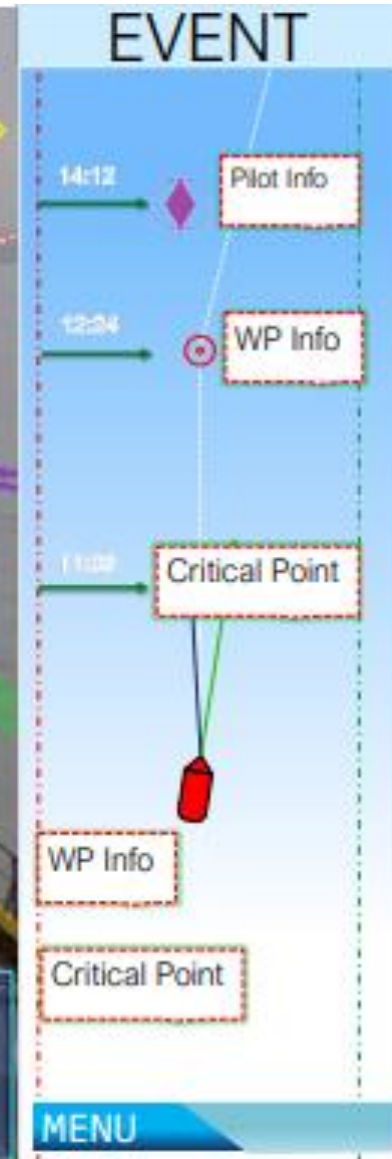 EVENT
14:12
Pilot Info
12:34
WP Info
Critical Point
WP Info
Critical Point
MENU